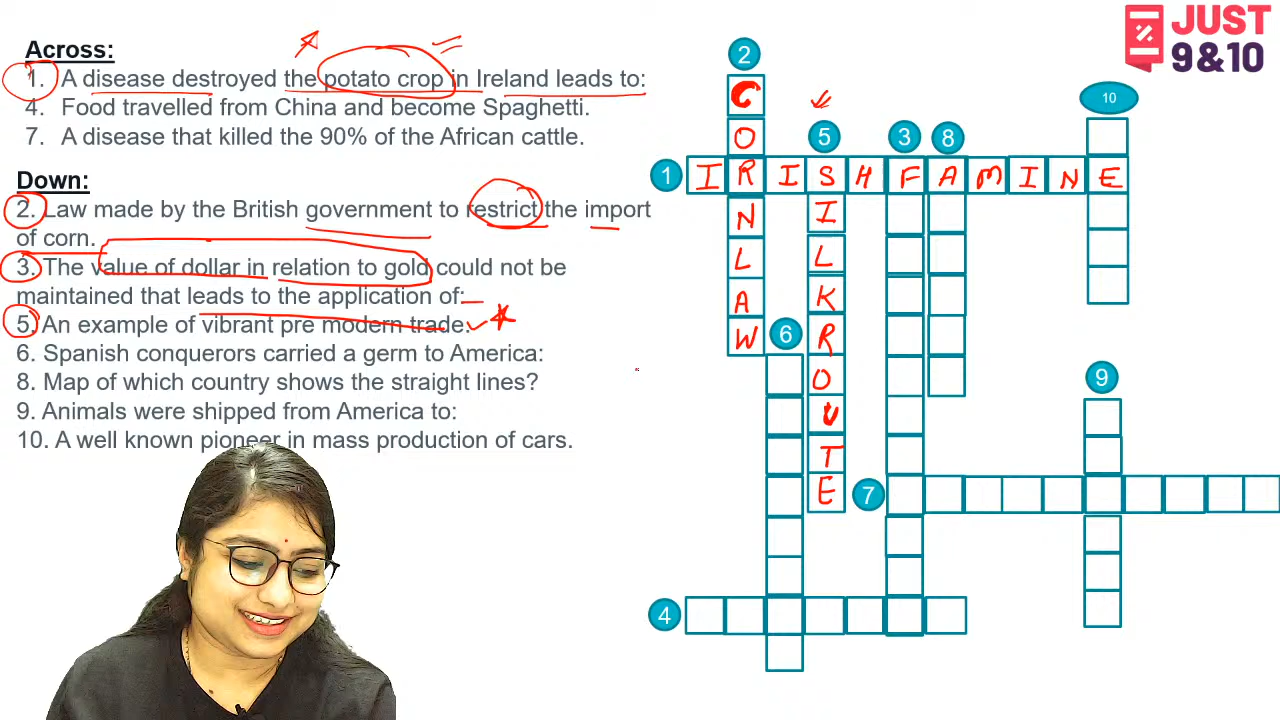 Across:
1. A disease destroyed the potato crop in Ireland leads to:
4. Food travelled from China and become Spaghetti.
7. A disease that killed the 90% of the African cattle.
Down:
2. Law made by the British government to restrict the import
of corn.
3. The value of dollar in relation to gold could not be
maintained that leads to the application of:
5. An example of vibrant pre modern trade.
6. Spanish conquerors carried a germ to America:
8. Map of which country shows the straight lines?
9. Animals were shipped from America to:
10. A well known pioneer in mass production of cars.
JUST
9&10
2
10
5
3
8
1
IRISHFAMINE
CORNLAW
SILKROUTE
6
9
7
4